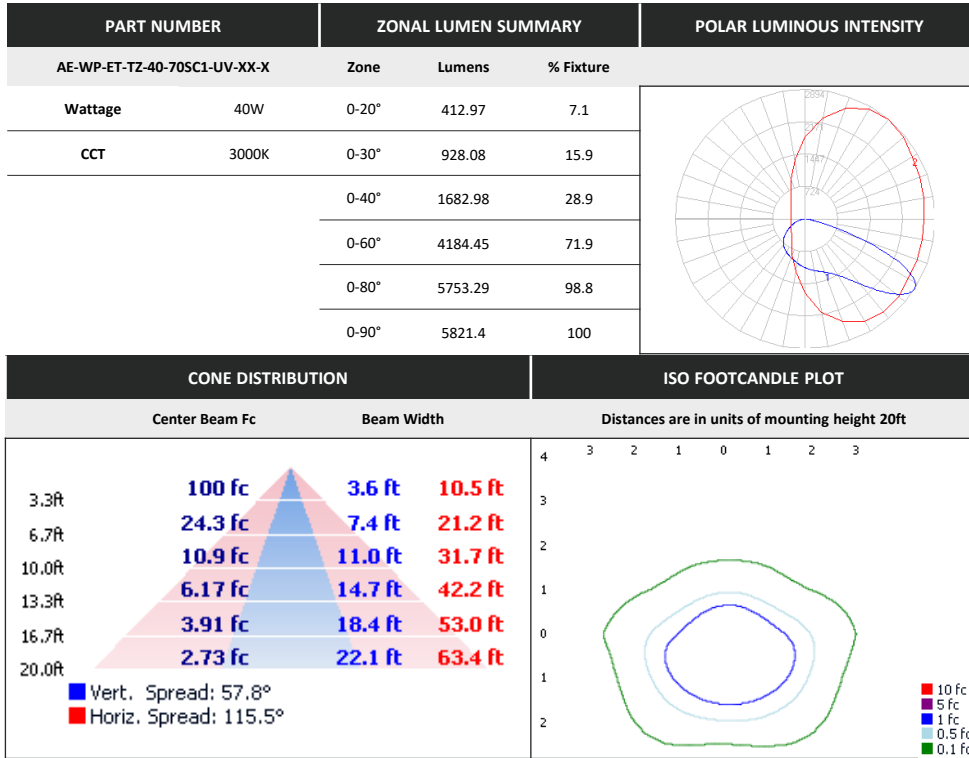 PART NUMBER
ZONAL LUMEN SUMMARY
POLAR LUMINOUS INTENSITY
AE-WP-ET-TZ-40-70SC1-UV-XX-X
Zone Lumens % Fixture
Wattage 40W
0-20° 412.97 7.1
CCT 3000K
0-30° 928.08 15.9
0-40° 1682.98 28.9
0-60° 4184.45 71.9
0-80° 5753.29 98.8
0-90° 5821.4 100
2894
2171
1447
724
2
1
CONE DISTRIBUTION
ISO FOOTCANDLE PLOT
Center Beam Fc Beam Width
Distances are in units of mounting height 20ft
3.3ft 100 fc 3.6 ft 10.5 ft
6.7ft 24.3 fc 7.4 ft 21.2 ft
10.0ft 10.9 fc 11.0 ft 31.7 ft
13.3ft 6.17 fc 14.7 ft 42.2 ft
16.7ft 3.91 fc 18.4 ft 53.0 ft
20.0ft 2.73 fc 22.1 ft 63.4 ft
Vert. Spread: 57.8°
Horiz. Spread: 115.5°
3 2 1 0 1 2 3
4
3
2
1
0
1
2
10 fc
5 fc
1 fc
0.5 fc
0.1 fc